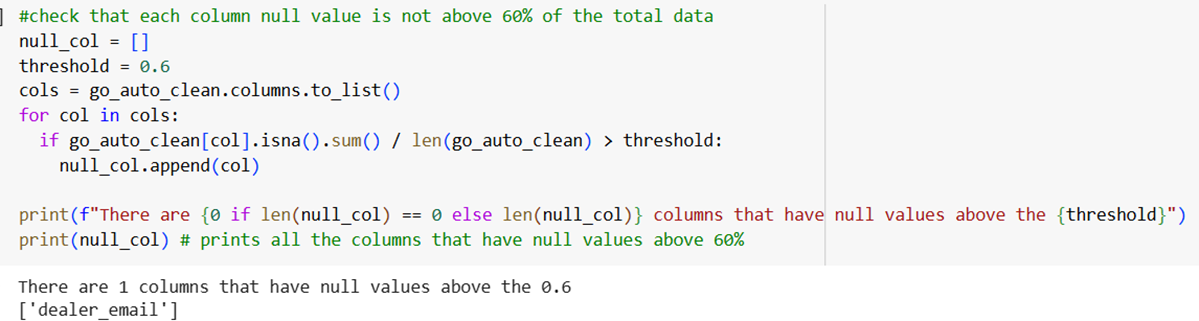 ] #check that each column null value is not above 60% of the total data
null_col = []
threshold = 0.6
cols = go_auto_clean.columns.to_list()
for col in cols:
  if go_auto_clean[col].isna().sum() / len(go_auto_clean) > threshold:
    null_col.append(col)

print(f"There are {0 if len(null_col) == 0 else len(null_col)} columns that have null values above the {threshold}")
print(null_col) # prints all the columns that have null values above 60%

There are 1 columns that have null values above the 0.6
['dealer_email']